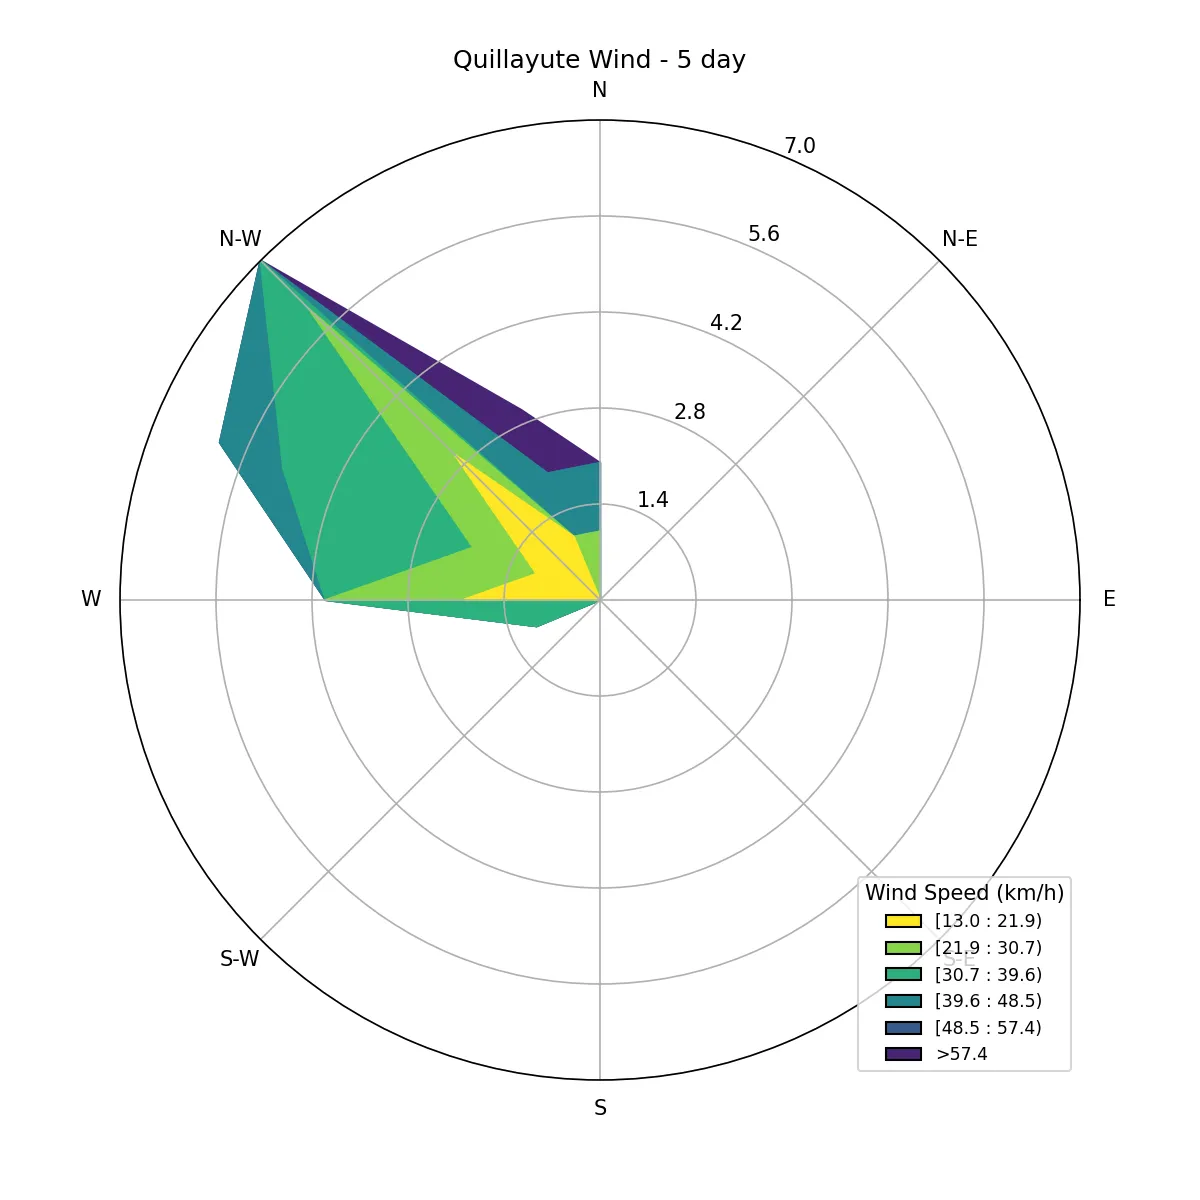 Quillayute Wind - 5 day
N
7.0
N-W
5.6
N-E
4.2
2.8
1.4
W
E
S-W
S-E
S
Wind Speed (km/h)
[13.0 : 21.9)
[21.9 : 30.7)
[30.7 : 39.6)
[39.6 : 48.5)
[48.5 : 57.4)
>57.4